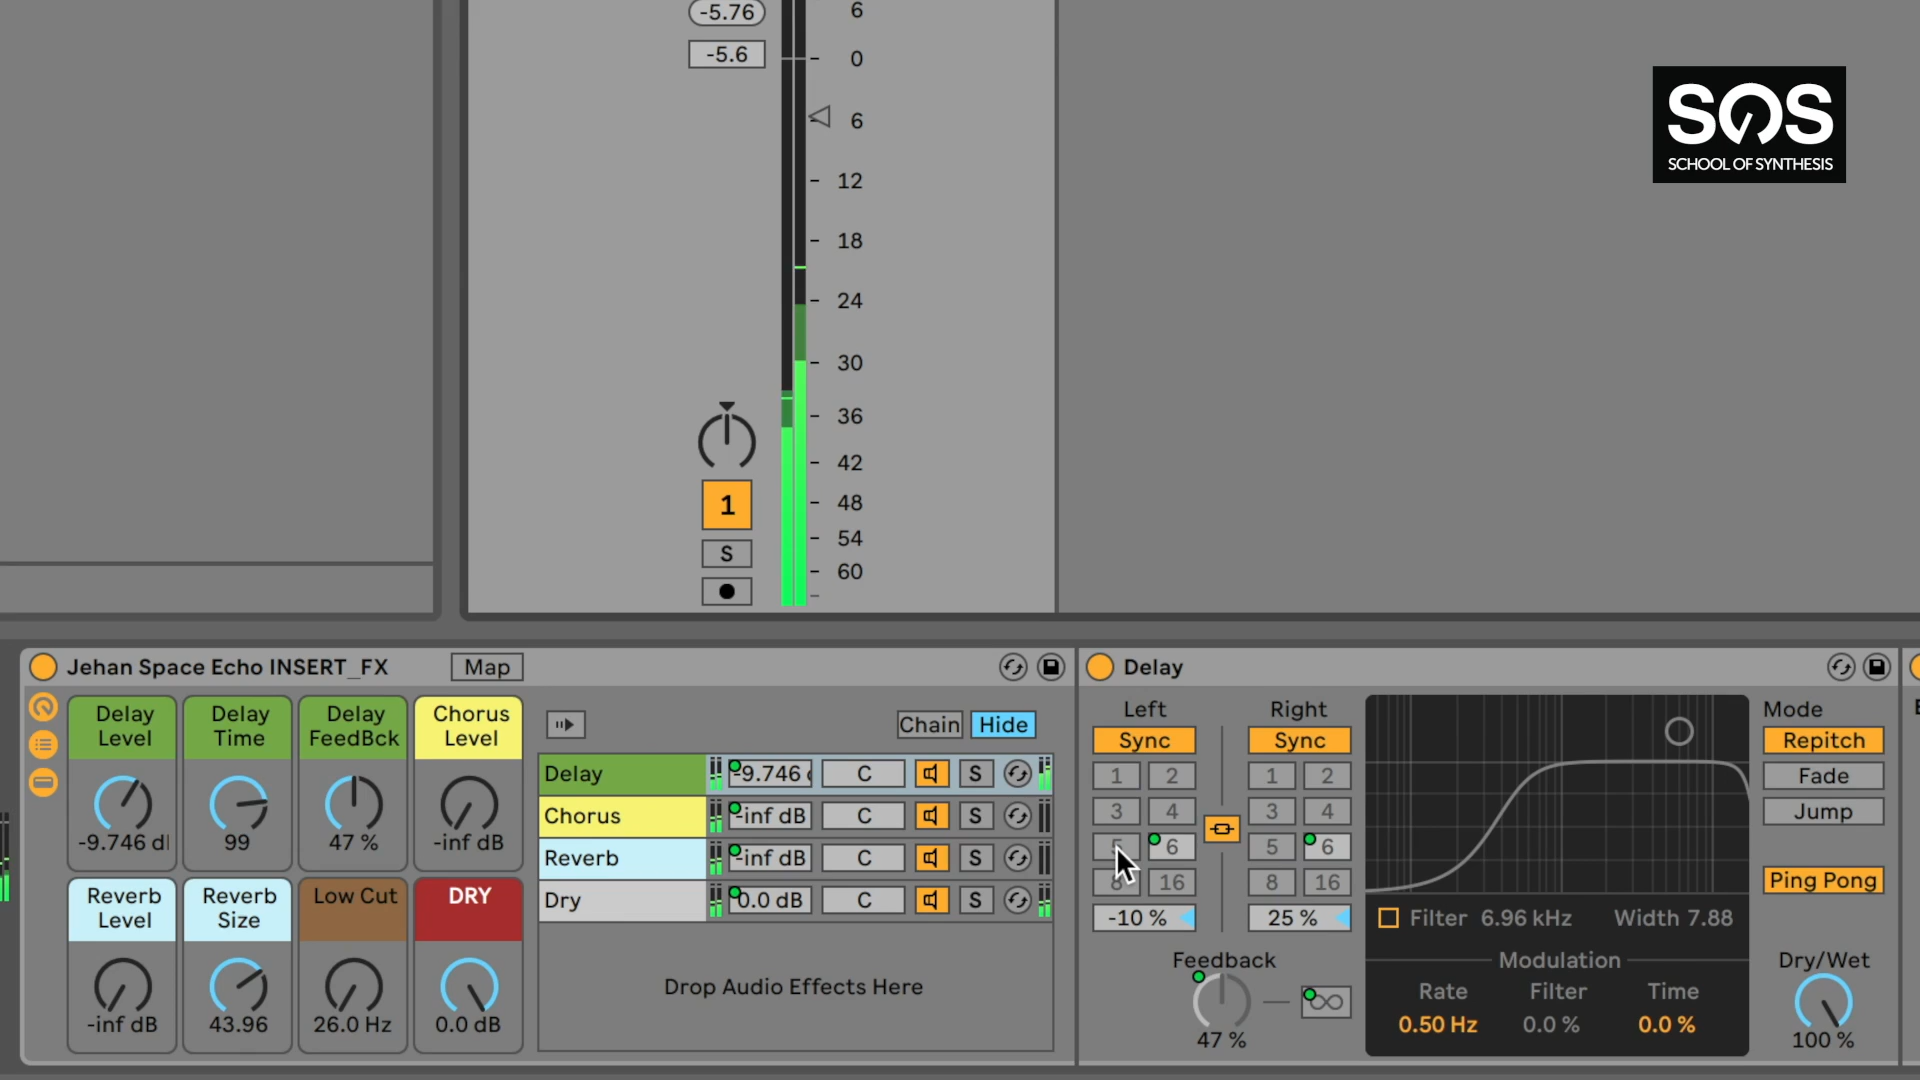 -5.76
-5.6
6
0
6
12
18
24
30
36
42
48
54
60
1
S
SOS
SCHOOL OF SYNTHESIS
Jehan Space Echo INSERT_FX
Map
Delay Level
-9.746 d
Delay Time
99
Delay FeedBck
47 %
Chorus Level
-inf dB
Reverb Level
-inf dB
Reverb Size
43.96
Low Cut
26.0 Hz
DRY
0.0 dB
Chain
Hide
Delay
-9.746
C
S
Chorus
-inf dB
C
S
Reverb
-inf dB
C
S
Dry
0.0 dB
C
S
Drop Audio Effects Here
Delay
Left
Right
Sync
Sync
1 2
1 2
3 4
3 4
5 6
5 6
8 16
8 16
-10 %
25 %
Feedback
47 %
Filter 6.96 kHz
Width 7.88
Modulation
Rate
Filter
Time
0.50 Hz
0.0 %
0.0 %
Mode
Repitch
Fade
Jump
Ping Pong
Dry/Wet
100 %